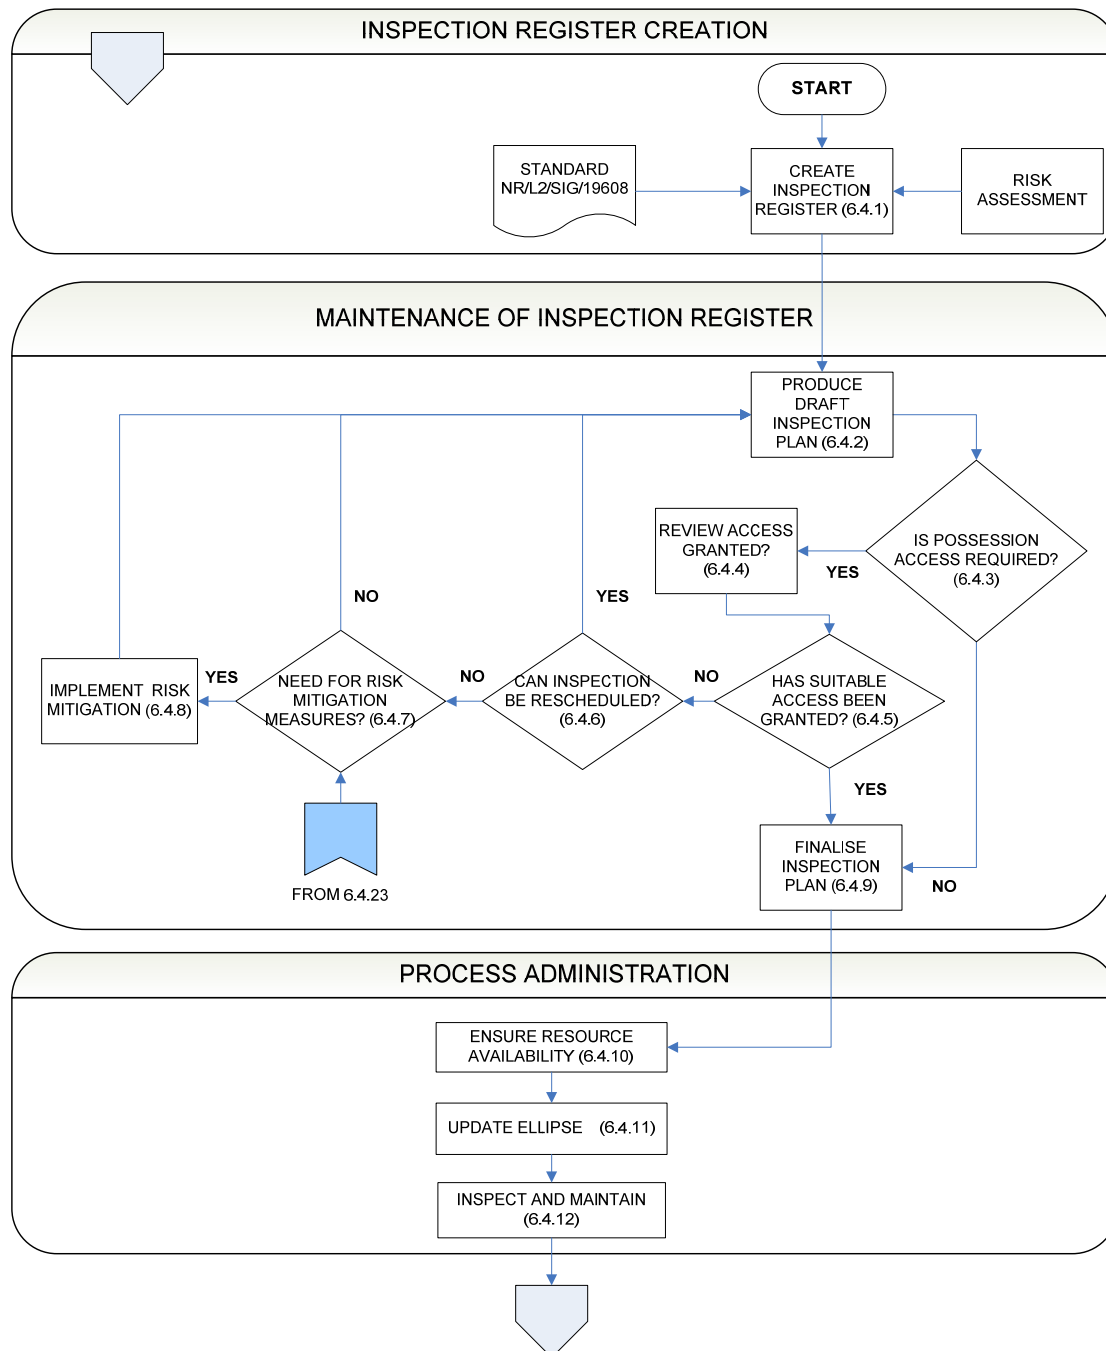 INSPECTION REGISTER CREATION
START
STANDARD
NR/L2/SIG/19608
CREATE
INSPECTION
REGISTER (6.4.1)
RISK
ASSESSMENT
MAINTENANCE OF INSPECTION REGISTER
PRODUCE
DRAFT
INSPECTION
PLAN (6.4.2)
IS POSSESSION
ACCESS REQUIRED?
(6.4.3)
YES
REVIEW ACCESS
GRANTED?
(6.4.4)
HAS SUITABLE
ACCESS BEEN
GRANTED? (6.4.5)
NO
CAN INSPECTION
BE RESCHEDULED?
(6.4.6)
YES
NO
NEED FOR RISK
MITIGATION
MEASURES? (6.4.7)
NO
YES
IMPLEMENT RISK
MITIGATION (6.4.8)
FROM 6.4.23
YES
FINALISE
INSPECTION
PLAN (6.4.9)
NO
PROCESS ADMINISTRATION
ENSURE RESOURCE
AVAILABILITY (6.4.10)
UPDATE ELLIPSE (6.4.11)
INSPECT AND MAINTAIN
(6.4.12)